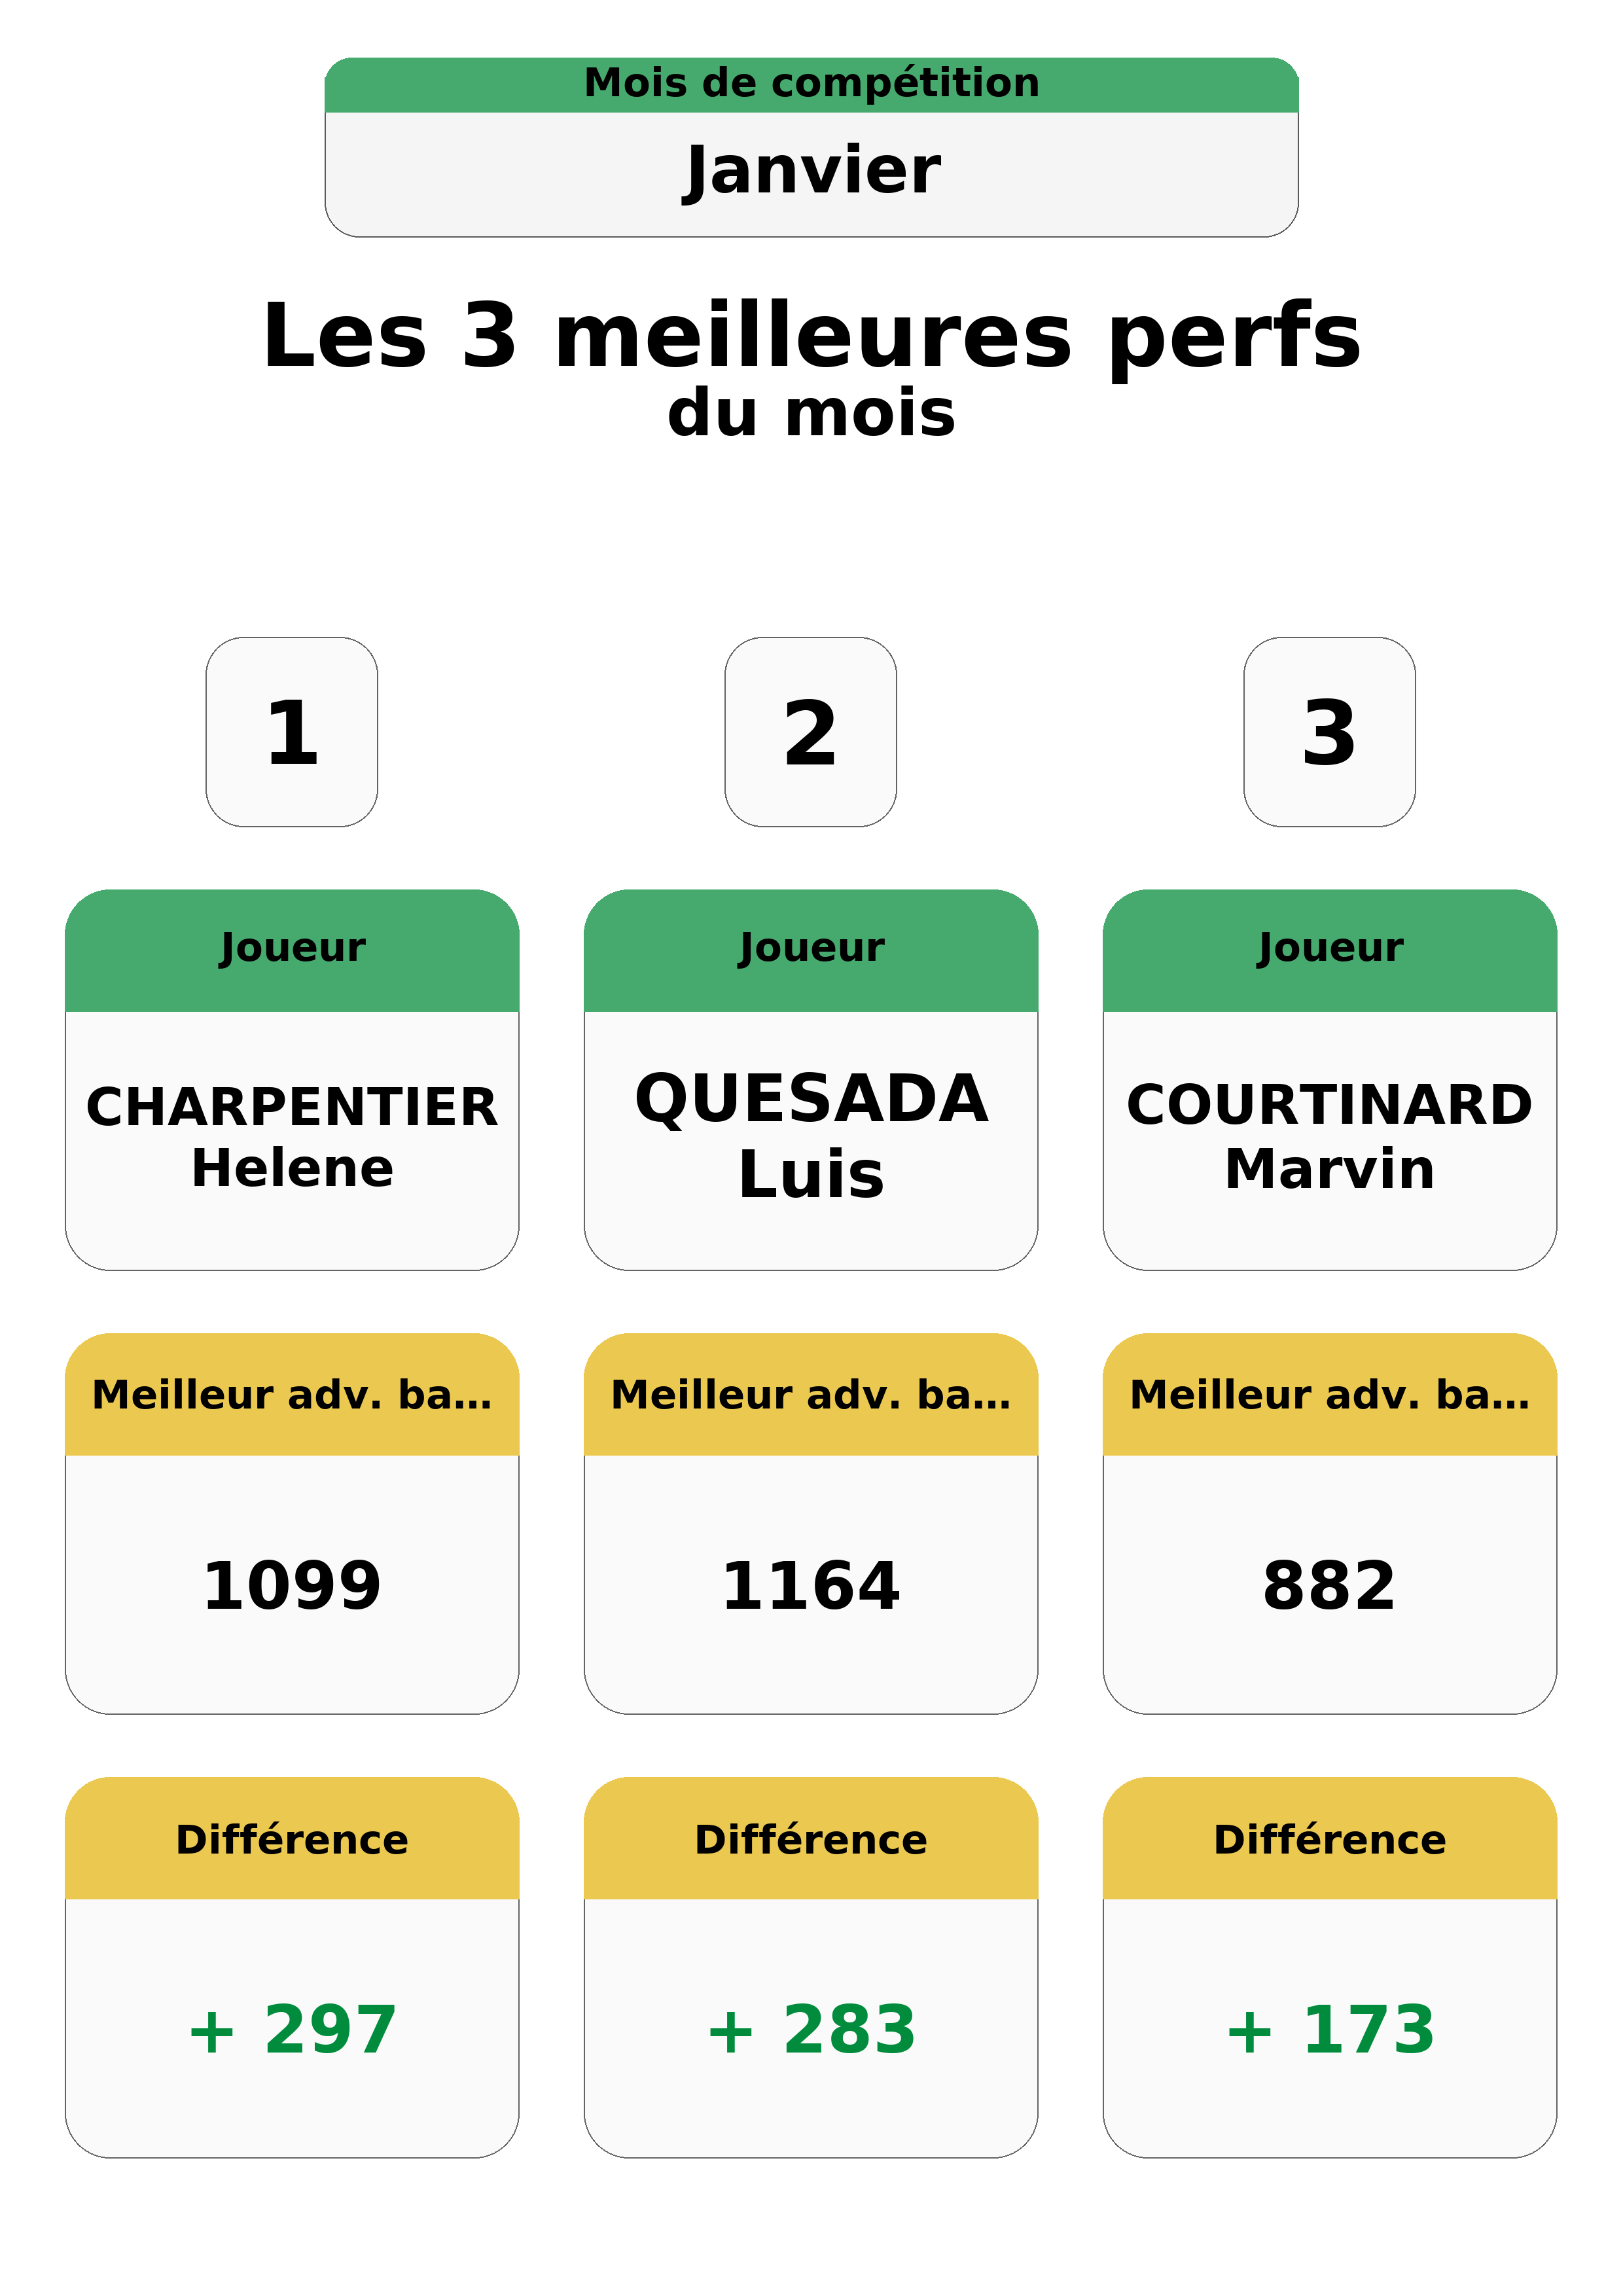 Mois de compétition
Janvier
Les 3 meilleures perfs
du mois
1
2
3
Joueur
Joueur
Joueur
CHARPENTIER
Helene
QUESADA
Luis
COURTINARD
Marvin
Meilleur adv. ba...
Meilleur adv. ba...
Meilleur adv. ba...
1099
1164
882
Différence
Différence
Différence
+ 297
+ 283
+ 173